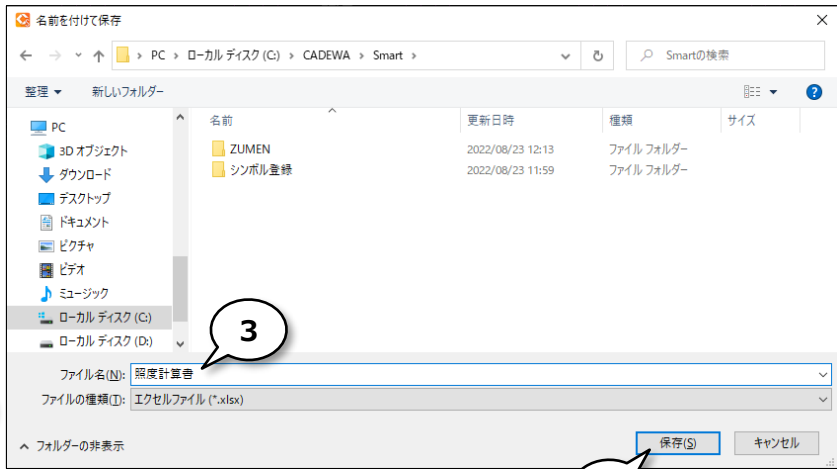 名前を付けて保存
PC › ローカル ディスク (C:) › CADEWA › Smart ›
Smartの検索
整理
新しいフォルダー
名前 更新日時 種類 サイズ
PC
3D オブジェクト
ダウンロード
デスクトップ
ドキュメント
ピクチャ
ビデオ
ミュージック
ローカル ディスク (C:)
ローカル ディスク (D:)
ZUMEN 2022/08/23 12:13 ファイル フォルダー
シンボル登録 2022/08/23 11:59 ファイル フォルダー
3
ファイル名(N): 照度計算書
ファイルの種類(T): エクセルファイル (*.xlsx)
フォルダーの非表示
保存(S)
キャンセル